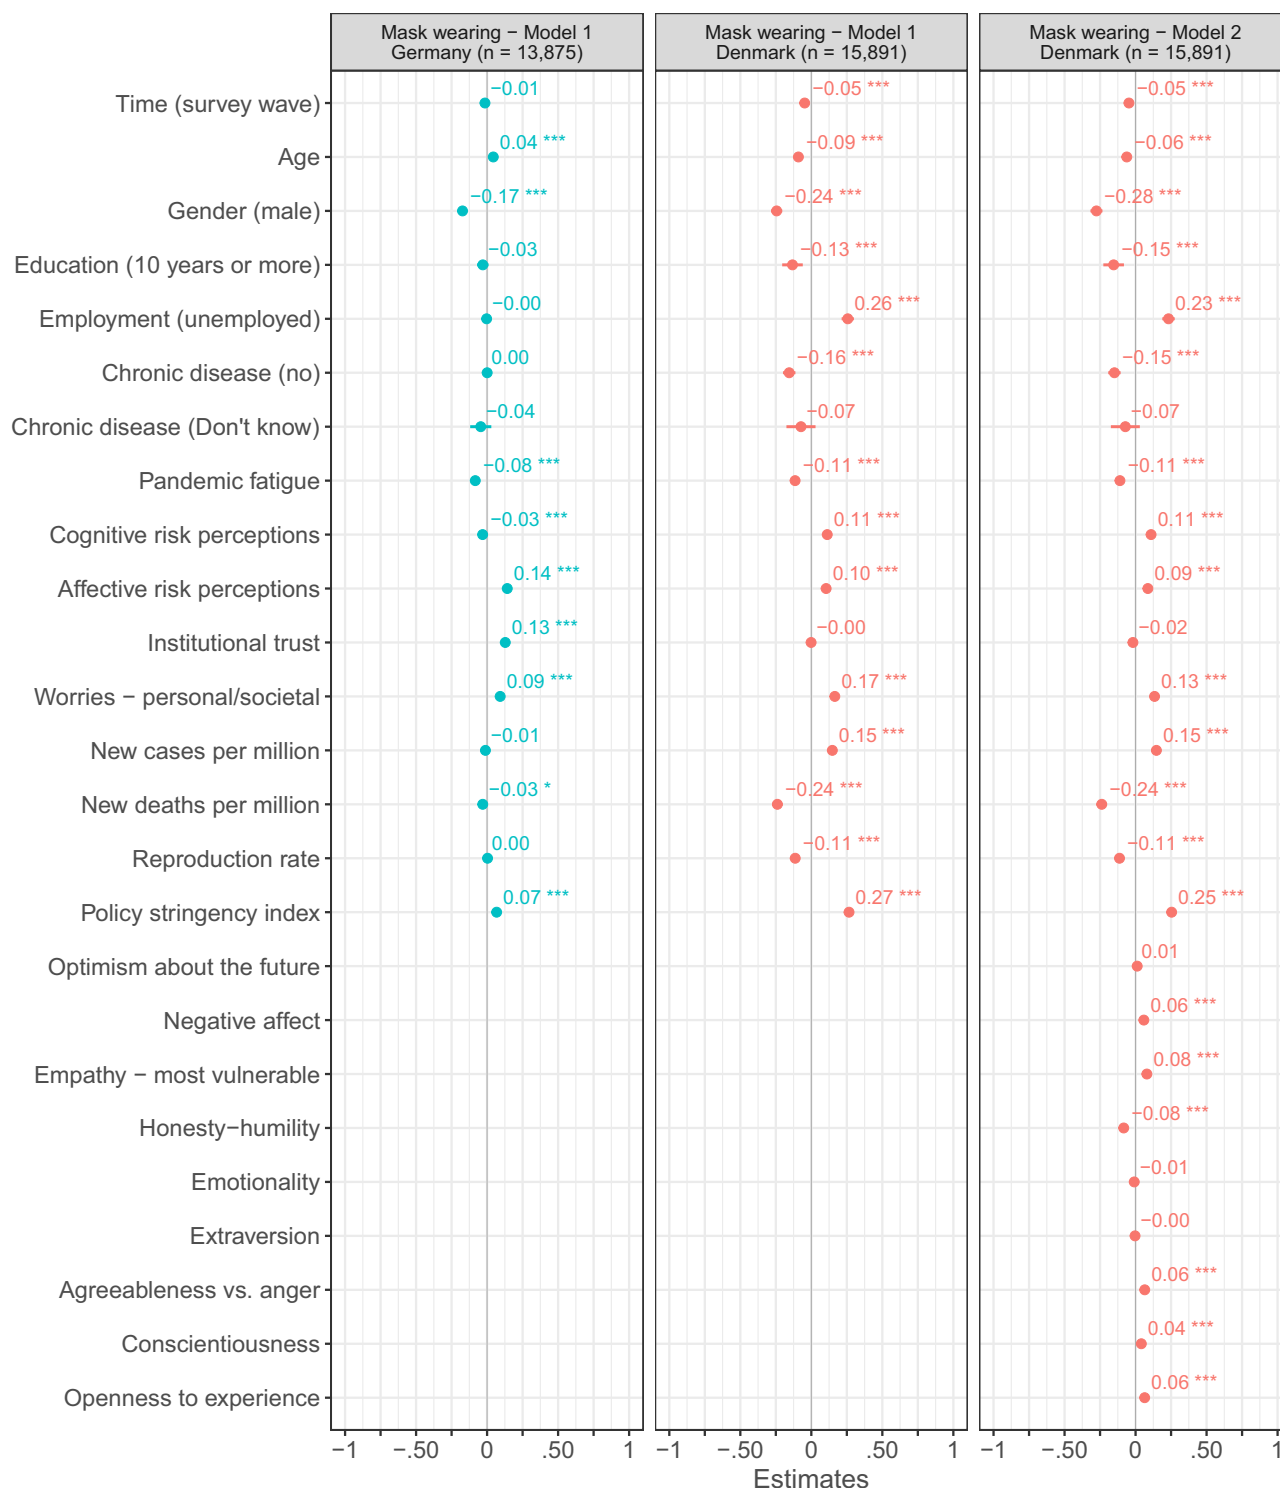 Mask wearing − Model 1
Germany (n = 13,875)
Mask wearing − Model 1
Denmark (n = 15,891)
Mask wearing − Model 2
Denmark (n = 15,891)
Time (survey wave) −0.01 −0.05 *** −0.05 ***
Age 0.04 *** −0.09 *** −0.06 ***
Gender (male) −0.17 *** −0.24 *** −0.28 ***
Education (10 years or more) −0.03 −0.13 *** −0.15 ***
Employment (unemployed) −0.00 0.26 *** 0.23 ***
Chronic disease (no) 0.00 −0.16 *** −0.15 ***
Chronic disease (Don't know) −0.04 −0.07 −0.07
Pandemic fatigue −0.08 *** −0.11 *** −0.11 ***
Cognitive risk perceptions −0.03 *** 0.11 *** 0.11 ***
Affective risk perceptions 0.14 *** 0.10 *** 0.09 ***
Institutional trust 0.13 *** −0.00 −0.02
Worries − personal/societal 0.09 *** 0.17 *** 0.13 ***
New cases per million −0.01 0.15 *** 0.15 ***
New deaths per million −0.03 * −0.24 *** −0.24 ***
Reproduction rate 0.00 −0.11 *** −0.11 ***
Policy stringency index 0.07 *** 0.27 *** 0.25 ***
Optimism about the future 0.01
Negative affect 0.06 ***
Empathy − most vulnerable 0.08 ***
Honesty−humility −0.08 ***
Emotionality −0.01
Extraversion −0.00
Agreeableness vs. anger 0.06 ***
Conscientiousness 0.04 ***
Openness to experience 0.06 ***
−1 −.50 0 .50 1 −1 −.50 0 .50 1 −1 −.50 0 .50 1
Estimates